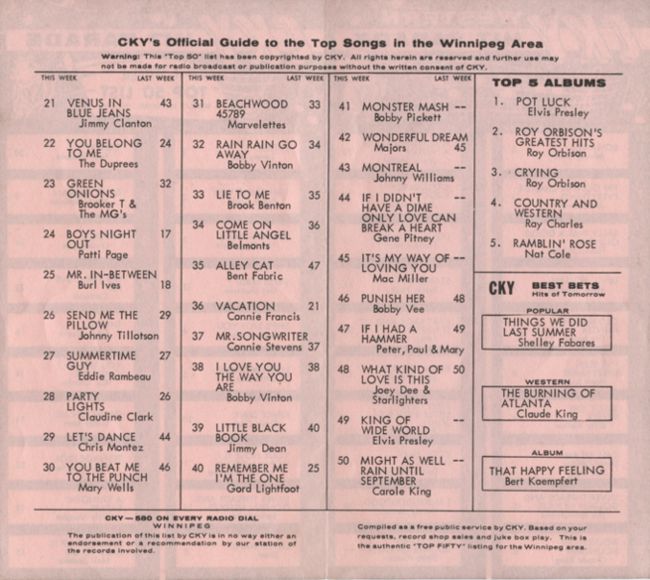 CKY's Official Guide to the Top Songs in the Winnipeg Area
Warning: This "Top 50" list has been copyrighted by CKY. All rights herein are reserved and further use may
not be made for radio broadcast or publication purposes without the written consent of CKY.
THIS WEEK LAST WEEK
21 VENUS IN 43
BLUE JEANS
Jimmy Clanton
22 YOU BELONG 24
TO ME
The Duprees
23 GREEN 32
ONIONS
Brooker T &
The MG's
24 BOYS NIGHT 17
OUT
Patti Page
25 MR. IN-BETWEEN
Burl Ives 18
26 SEND ME THE 29
PILLOW
Johnny Tillotson
27 SUMMERTIME 27
GUY
Eddie Rambeau
28 PARTY 26
LIGHTS
Claudine Clark
29 LET'S DANCE 44
Chris Montez
30 YOU BEAT ME 46
TO THE PUNCH
Mary Wells
THIS WEEK LAST WEEK
31 BEACHWOOD 33
45789
Marvelettes
32 RAIN RAIN GO 34
AWAY
Bobby Vinton
33 LIE TO ME 35
Brook Benton
34 COME ON 36
LITTLE ANGEL
Belmonts
35 ALLEY CAT 47
Bent Fabric
36 VACATION 21
Connie Francis
37 MR. SONGWRITER
Connie Stevens 37
38 I LOVE YOU 38
THE WAY YOU
ARE
Bobby Vinton
39 LITTLE BLACK 40
BOOK
Jimmy Dean
40 REMEMBER ME 25
I'M THE ONE
Gord Lightfoot
THIS WEEK LAST WEEK
41 MONSTER MASH --
Bobby Pickett
42 WONDERFUL DREAM
Majors 45
43 MONTREAL --
Johnny Williams
44 IF I DIDN'T --
HAVE A DIME
ONLY LOVE CAN
BREAK A HEART
Gene Pitney
45 IT'S MY WAY OF --
LOVING YOU
Mac Miller
46 PUNISH HER 48
Bobby Vee
47 IF I HAD A 49
HAMMER
Peter, Paul & Mary
48 WHAT KIND OF 50
LOVE IS THIS
Joey Dee &
Starlighters
49 KING OF --
WIDE WORLD
Elvis Presley
50 MIGHT AS WELL --
RAIN UNTIL
SEPTEMBER
Carole King
TOP 5 ALBUMS
1. POT LUCK
Elvis Presley
2. ROY ORBISON'S
GREATEST HITS
Roy Orbison
3. CRYING
Roy Orbison
4. COUNTRY AND
WESTERN
Ray Charles
5. RAMBLIN' ROSE
Nat Cole
CKY BEST BETS
Hits of Tomorrow
POPULAR
THINGS WE DID
LAST SUMMER
Shelley Fabares
WESTERN
THE BURNING OF
ATLANTA
Claude King
ALBUM
THAT HAPPY FEELING
Bert Kaempfert
CKY—580 ON EVERY RADIO DIAL
WINNIPEG
The publication of this list by CKY is in no way either an
endorsement or a recommendation by our station of
the records involved.
Compiled as a free public service by CKY. Based on your
requests, record shop sales and juke box play. This is
the authentic "TOP FIFTY" listing for the Winnipeg area.